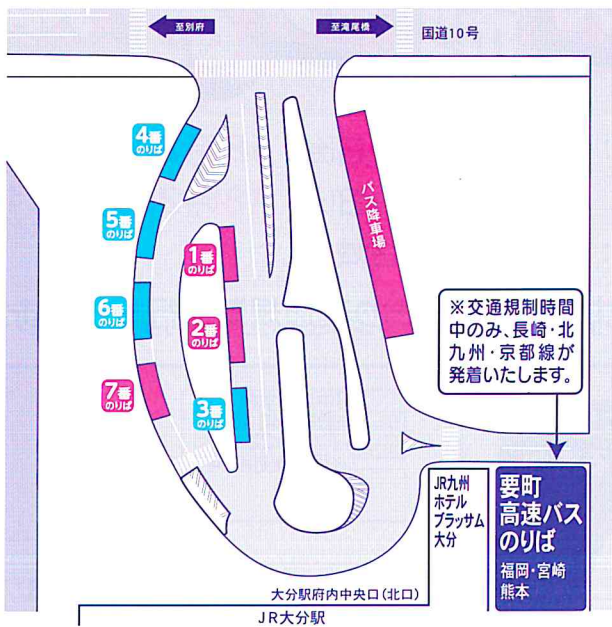 至別府
至滝尾橋
国道10号
4番
のりば
5番
のりば
1番
のりば
バス降車場
6番
のりば
2番
のりば
7番
のりば
3番
のりば
※交通規制時間
中のみ、長崎・北
九州・京都線が
発着いたします。
JR九州
ホテル
ブラッサム
大分
要町
高速バス
のりば
福岡・宮崎
熊本
大分駅府内中央口(北口)
JR大分駅